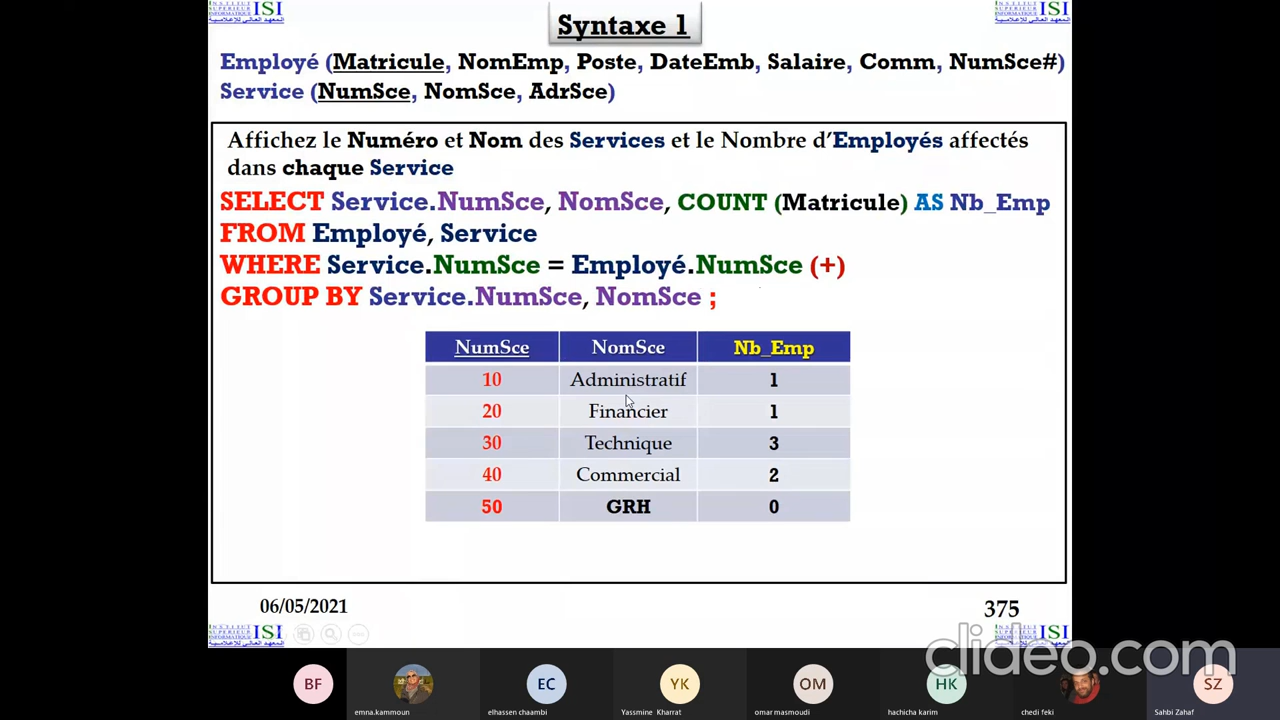 ISI
ISI
Syntaxe 1
Employé (Matricule, NomEmp, Poste, DateEmb, Salaire, Comm, NumSce#)
Service (NumSce, NomSce, AdrSce)
Affichez le Numéro et Nom des Services et le Nombre d’Employés affectés
dans chaque Service
SELECT Service.NumSce, NomSce, COUNT (Matricule) AS Nb_Emp
FROM Employé, Service
WHERE Service.NumSce = Employé.NumSce (+)
GROUP BY Service.NumSce, NomSce ;
NumSce NomSce Nb_Emp
10 Administratif 1
20 Financier 1
30 Technique 3
40 Commercial 2
50 GRH 0
06/05/2021
375
ISI
ISI
clideo.com
BF
EC
YK
OM
HK
SZ
emna.kammoun
elhassen chaambi
Yassmine Kharrat
omar masmoudi
hachicha karim
chedi feki
Sahbi Zahaf